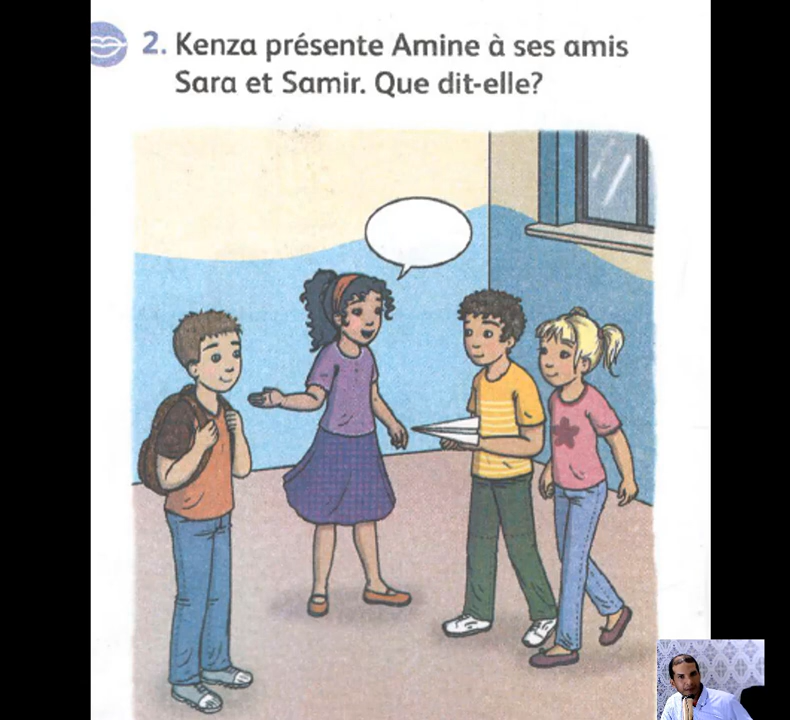 2. Kenza présente Amine à ses amis
Sara et Samir. Que dit-elle?